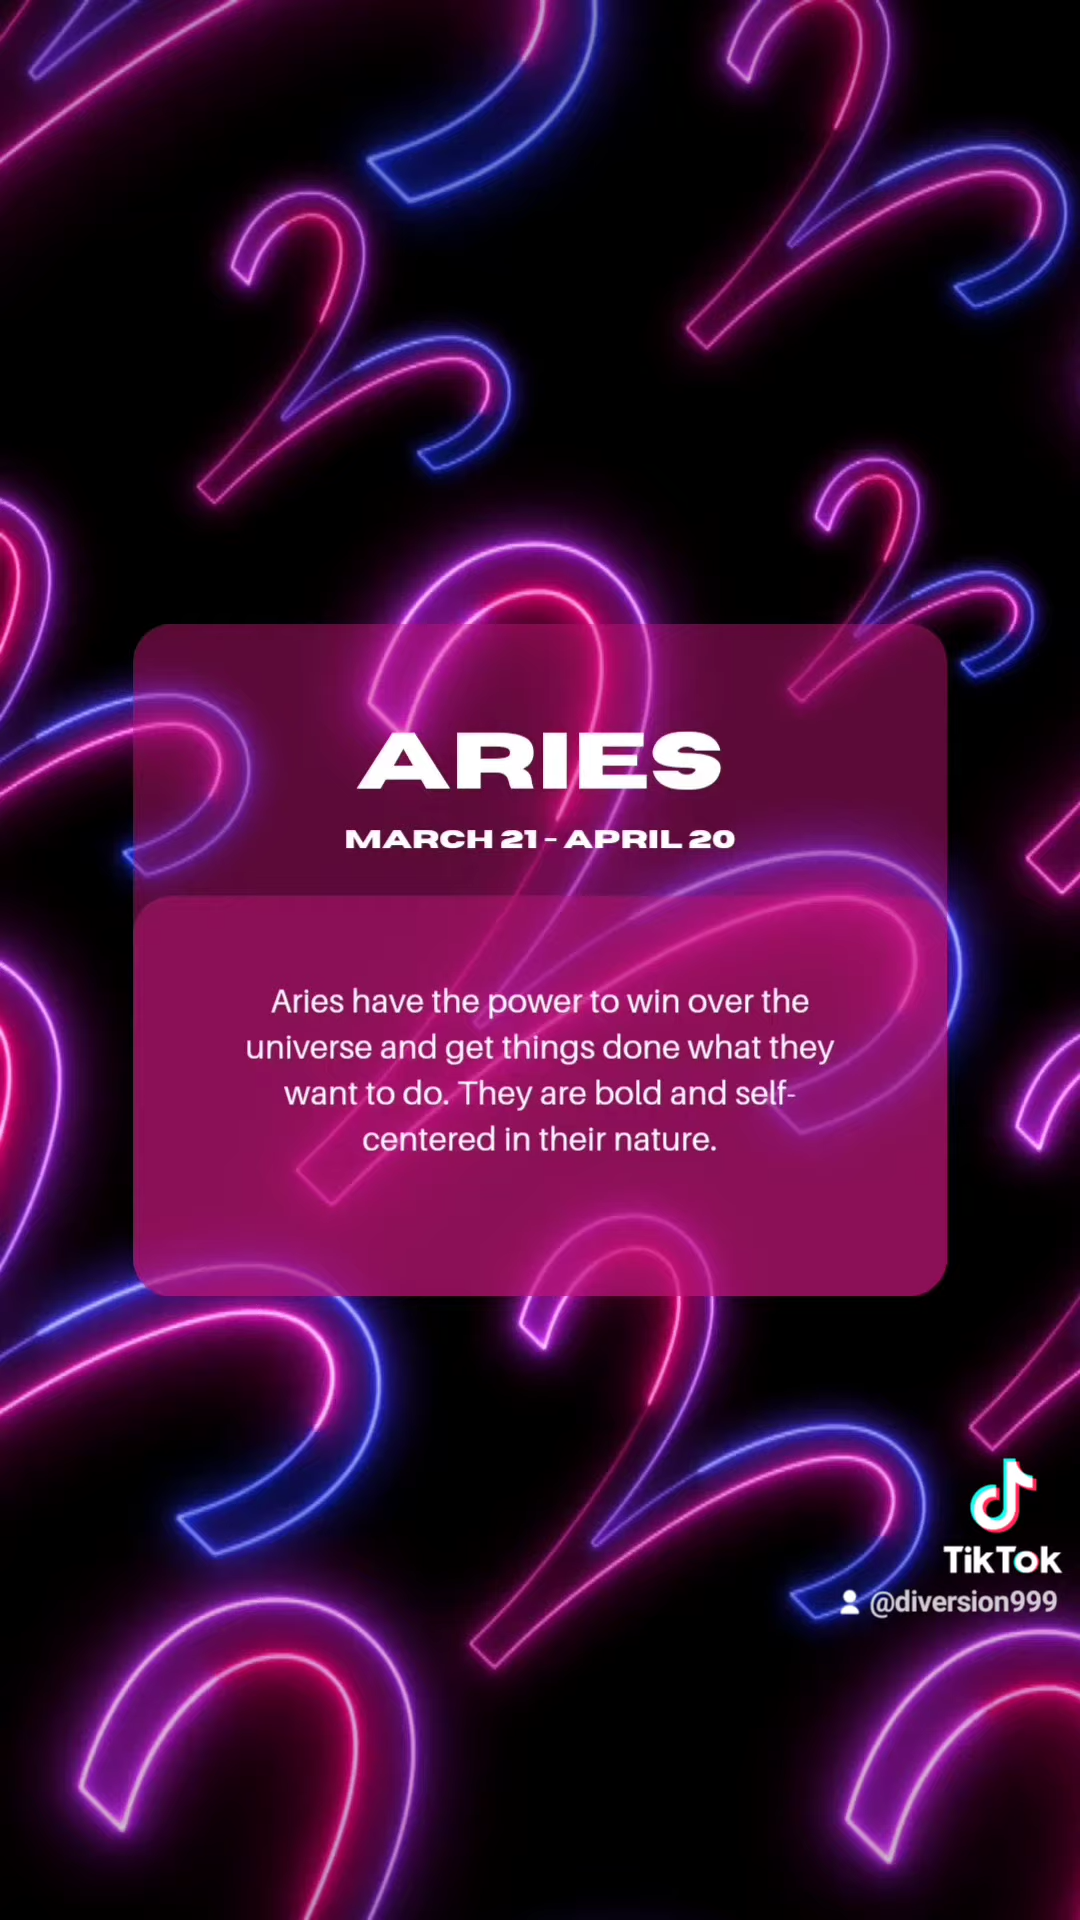 ARIES
MARCH 21 - APRIL 20
Aries have the power to win over the
universe and get things done what they
want to do. They are bold and self-
centered in their nature.
TikTok
@diversion999